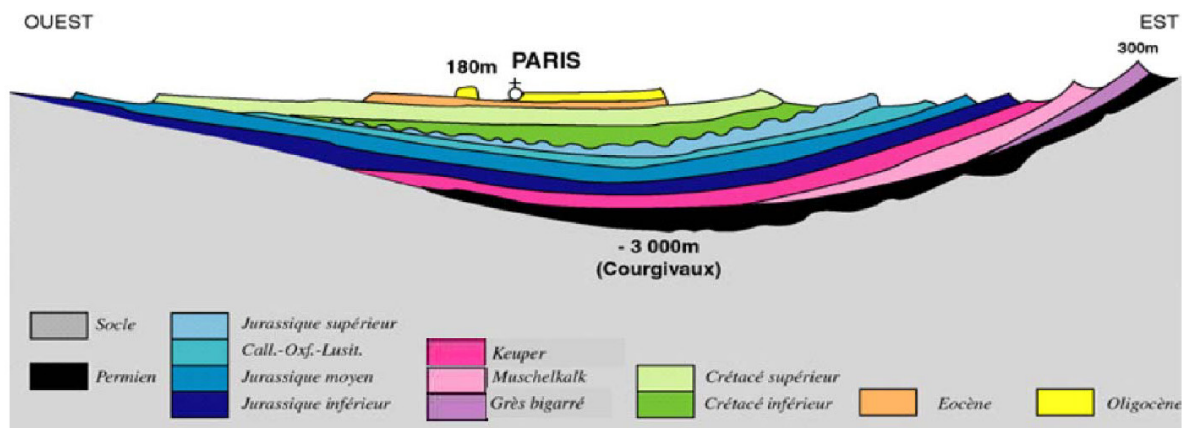 OUEST
EST
300m
180m
PARIS
- 3 000m
(Courgivaux)
Socle
Permien
Jurassique supérieur
Call.-Oxf.-Lusit.
Jurassique moyen
Jurassique inférieur
Keuper
Muschelkalk
Grès bigarré
Crétacé supérieur
Crétacé inférieur
Eocène
Oligocène